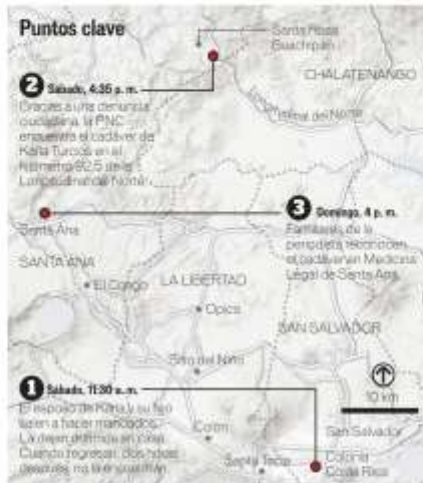 Puntos clave
Santa Rosa
Guachipilín
CHALATENANGO
2 Sábado, 4:35 p. m.
Gracias a una denuncia
ciudadana, la PNC
encuentra el cadáver de
Karla Turcios en el
kilómetro 92.5 de la
Longitudinal del Norte.
Longitudinal del Norte
3 Domingo, 4 p. m.
Familiares de la
periodista reconocen
el cadáver en Medicina
Legal de Santa Ana.
Santa Ana
SANTA ANA
El Congo
LA LIBERTAD
Opico
SAN SALVADOR
Sitio del Niño
10 km
1 Sábado, 11:30 a. m.
El esposo de Karla y su hijo
salen a hacer mandados.
La dejan dormida en casa.
Cuando regresan, dos horas
después, no la encuentran.
Colón
San Salvador
Santa Tecla
Colonia
Costa Rica